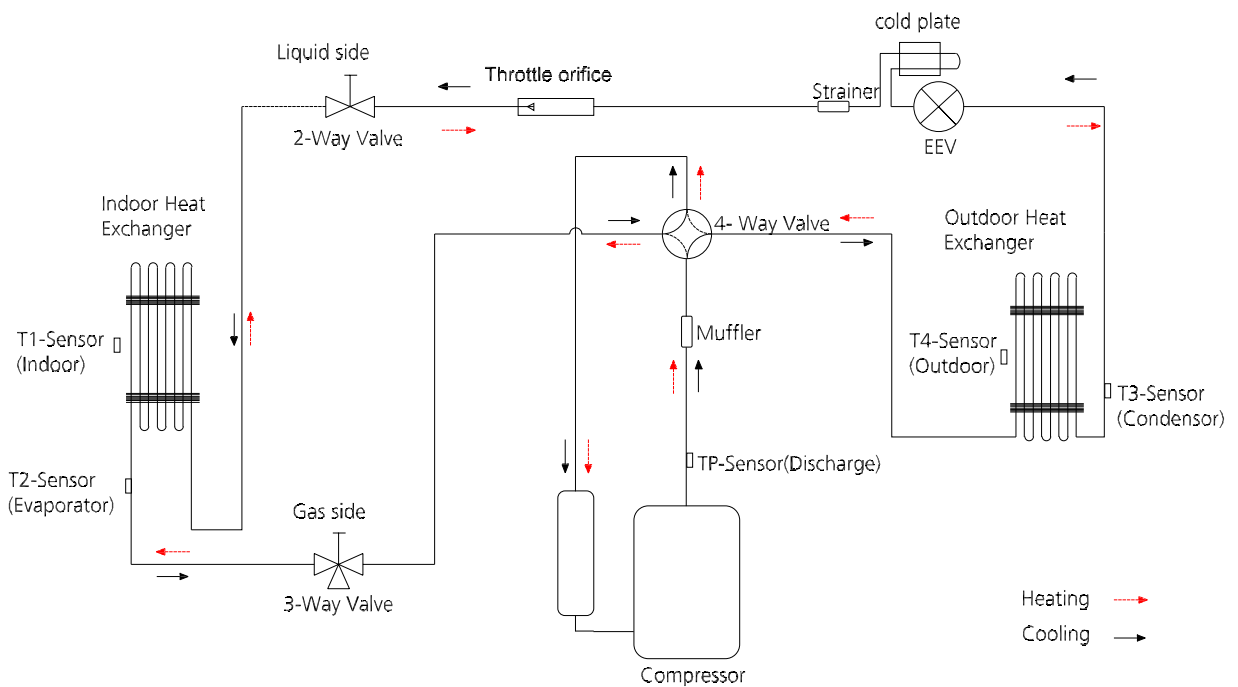 cold plate
Liquid side
Throttle orifice
Strainer
2-Way Valve
EEV
Indoor Heat
Exchanger
4- Way Valve
Outdoor Heat
Exchanger
T1-Sensor
(Indoor)
Muffler
T4-Sensor
(Outdoor)
T3-Sensor
(Condensor)
T2-Sensor
(Evaporator)
TP-Sensor(Discharge)
Gas side
3-Way Valve
Compressor
Heating
Cooling